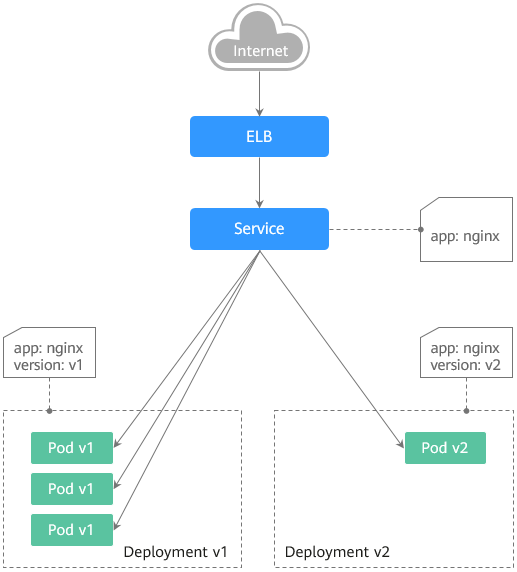 Internet
ELB
Service
app: nginx
app: nginx
version: v1
app: nginx
version: v2
Pod v1
Pod v1
Pod v1
Deployment v1
Pod v2
Deployment v2